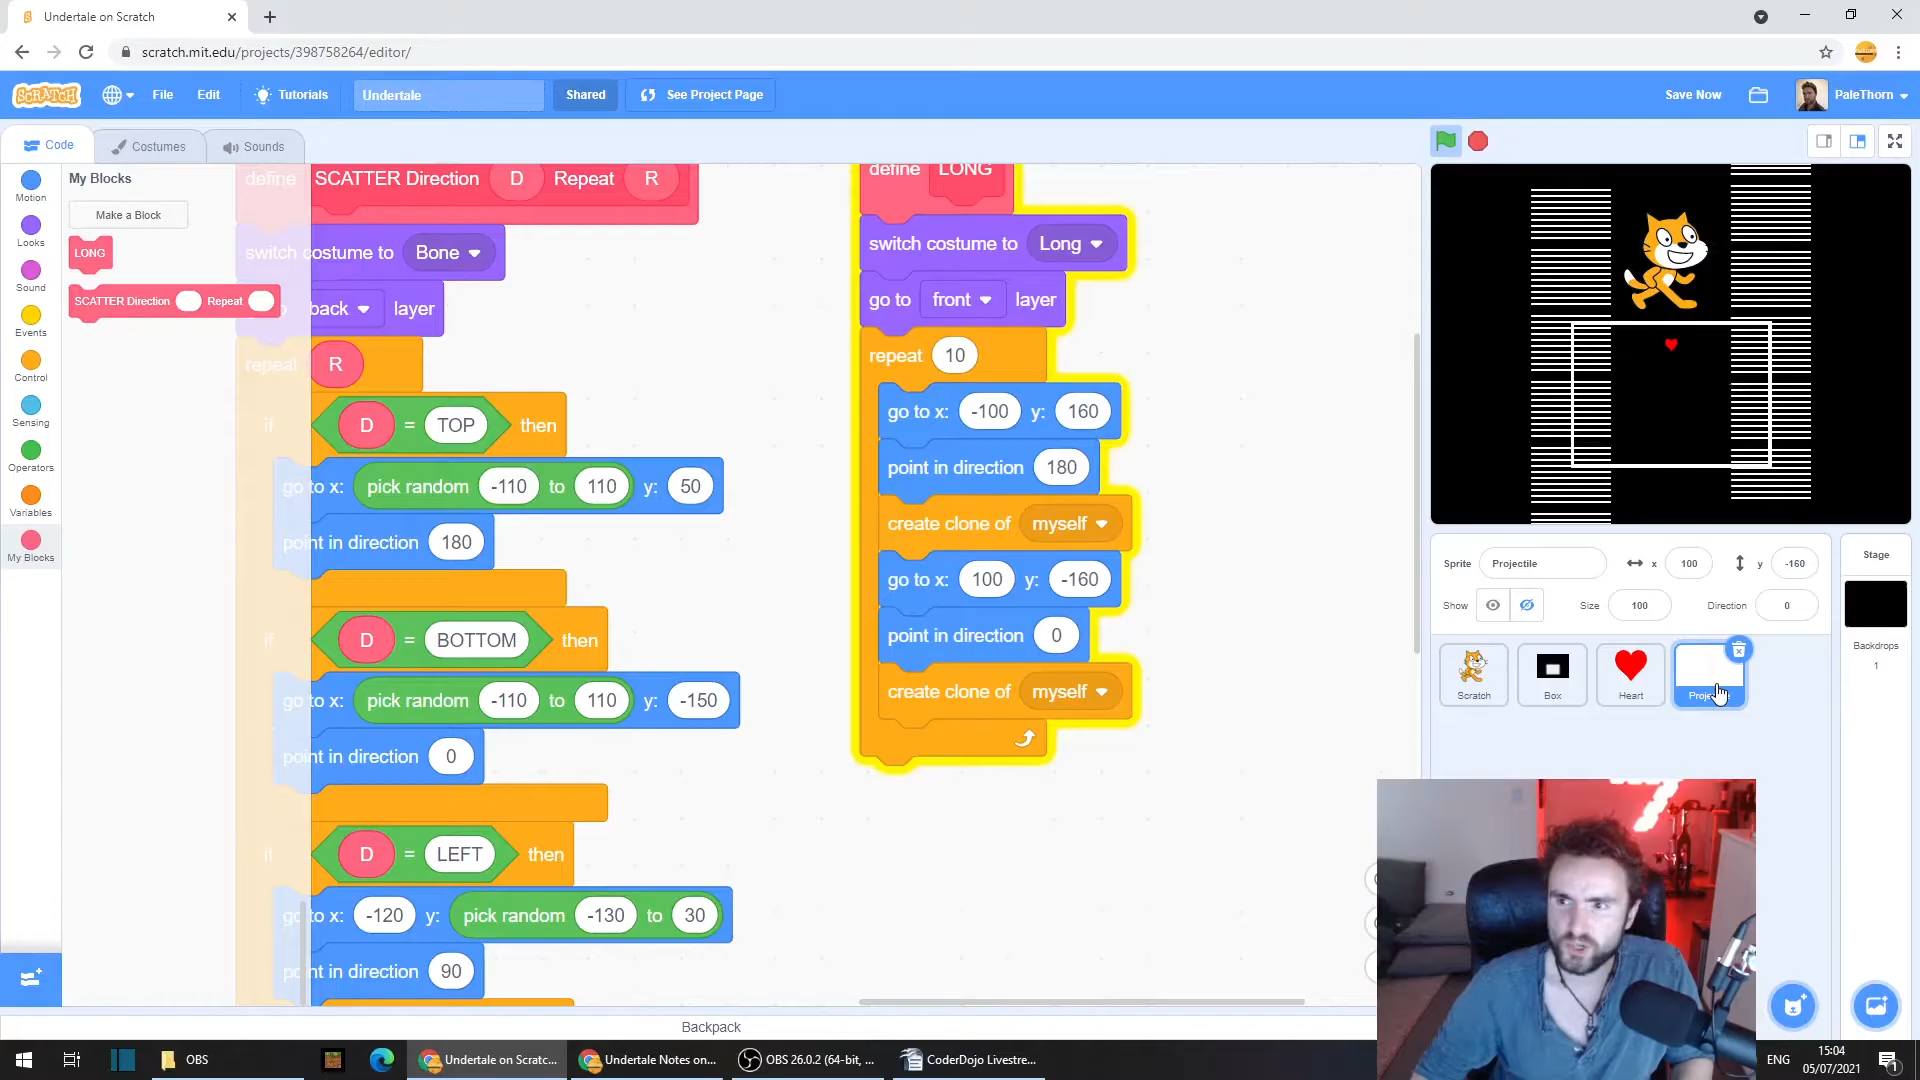 Undertale on Scratch
scratch.mit.edu/projects/398758264/editor/
SCRATCH
File
Edit
Tutorials
Undertale
Shared
See Project Page
Save Now
PaleThorn
Code
Costumes
Sounds
Motion
Looks
Sound
Events
Control
Sensing
Operators
Variables
My Blocks
My Blocks
Make a Block
LONG
SCATTER Direction Repeat
define SCATTER Direction D Repeat R
switch costume to Bone
back layer
repeat R
if D = TOP then
go to x: pick random -110 to 110 y: 50
point in direction 180
if D = BOTTOM then
go to x: pick random -110 to 110 y: -150
point in direction 0
if D = LEFT then
go to x: -120 y: pick random -130 to 30
point in direction 90
define LONG
switch costume to Long
go to front layer
repeat 10
go to x: -100 y: 160
point in direction 180
create clone of myself
go to x: 100 y: -160
point in direction 0
create clone of myself
Sprite Projectile x 100 y -160
Show Size 100 Direction 0
Scratch
Box
Heart
Stage
Backdrops
1
Backpack
OBS
Undertale on Scratc...
Undertale Notes on...
OBS 26.0.2 (64-bit, ...
CoderDojo Livestre...
ENG
15:04
05/07/2021
1